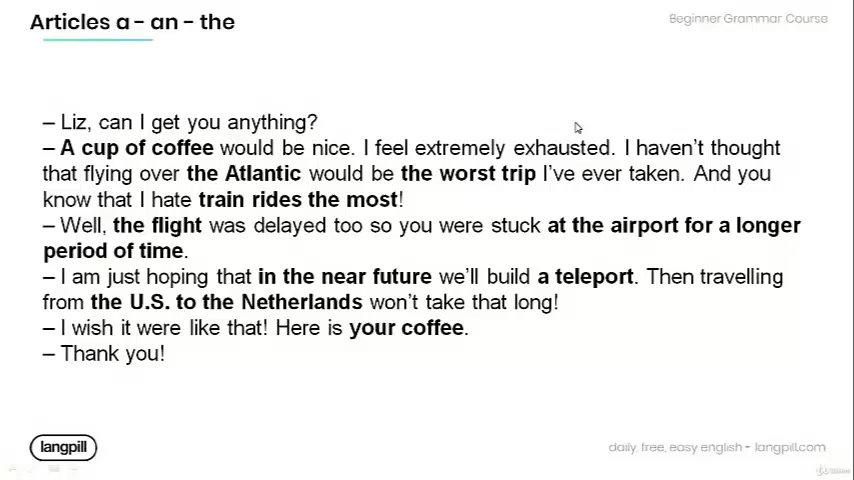 Articles a - an - the
Beginner Grammar Course
– Liz, can I get you anything?
– A cup of coffee would be nice. I feel extremely exhausted. I haven't thought
that flying over the Atlantic would be the worst trip I've ever taken. And you
know that I hate train rides the most!
– Well, the flight was delayed too so you were stuck at the airport for a longer
period of time.
– I am just hoping that in the near future we'll build a teleport. Then travelling
from the U.S. to the Netherlands won't take that long!
– I wish it were like that! Here is your coffee.
– Thank you!
langpill
daily, free, easy english - langpill.com